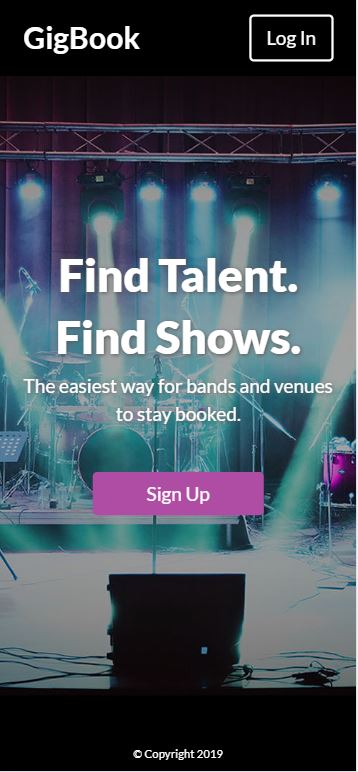 GigBook
Log In
Find Talent.
Find Shows.
The easiest way for bands and venues
to stay booked.
Sign Up
© Copyright 2019